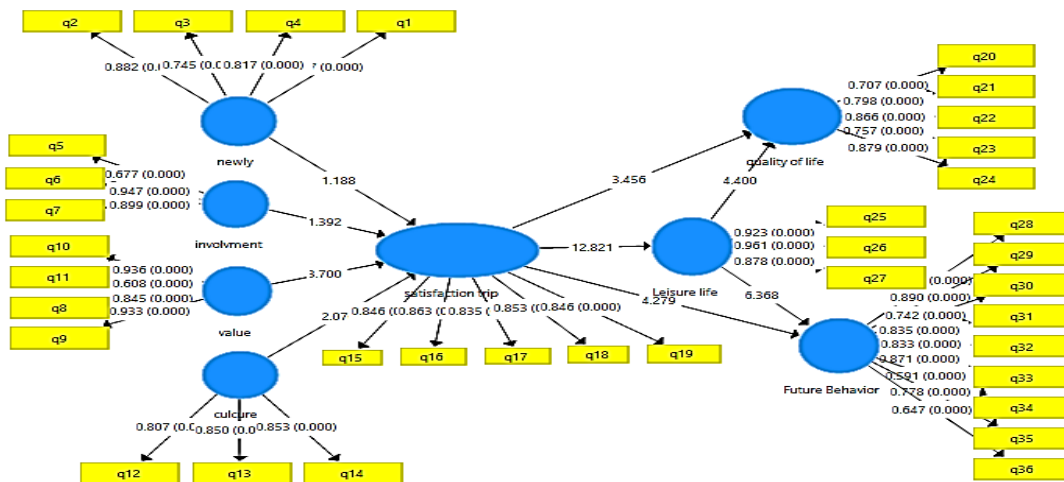 q2
q3
q4
q1
0.882
0.745
0.817 (0.000)
(0.000)
newly
1.188
q5
q6
q7
0.677 (0.000)
0.947 (0.000)
0.899 (0.000)
involvment
1.392
q10
q11
q8
q9
0.936 (0.000)
0.608 (0.000)
0.845 (0.000)
0.933 (0.000)
value
3.700
culcure
2.07
0.807
0.850
0.853 (0.000)
q12
q13
q14
satisfaction trip
0.846
0.863
0.835
0.853
0.846 (0.000)
q15
q16
q17
q18
q19
3.456
12.821
4.279
quality of life
4.400
0.707 (0.000)
0.798 (0.000)
0.866 (0.000)
0.757 (0.000)
0.879 (0.000)
q20
q21
q22
q23
q24
Leisure life
6.368
0.923 (0.000)
0.961 (0.000)
0.878 (0.000)
q25
q26
q27
Future Behavior
(0.000)
0.890 (0.000)
0.742 (0.000)
0.835 (0.000)
0.833 (0.000)
0.871 (0.000)
0.591 (0.000)
0.778 (0.000)
0.647 (0.000)
q28
q29
q30
q31
q32
q33
q34
q35
q36